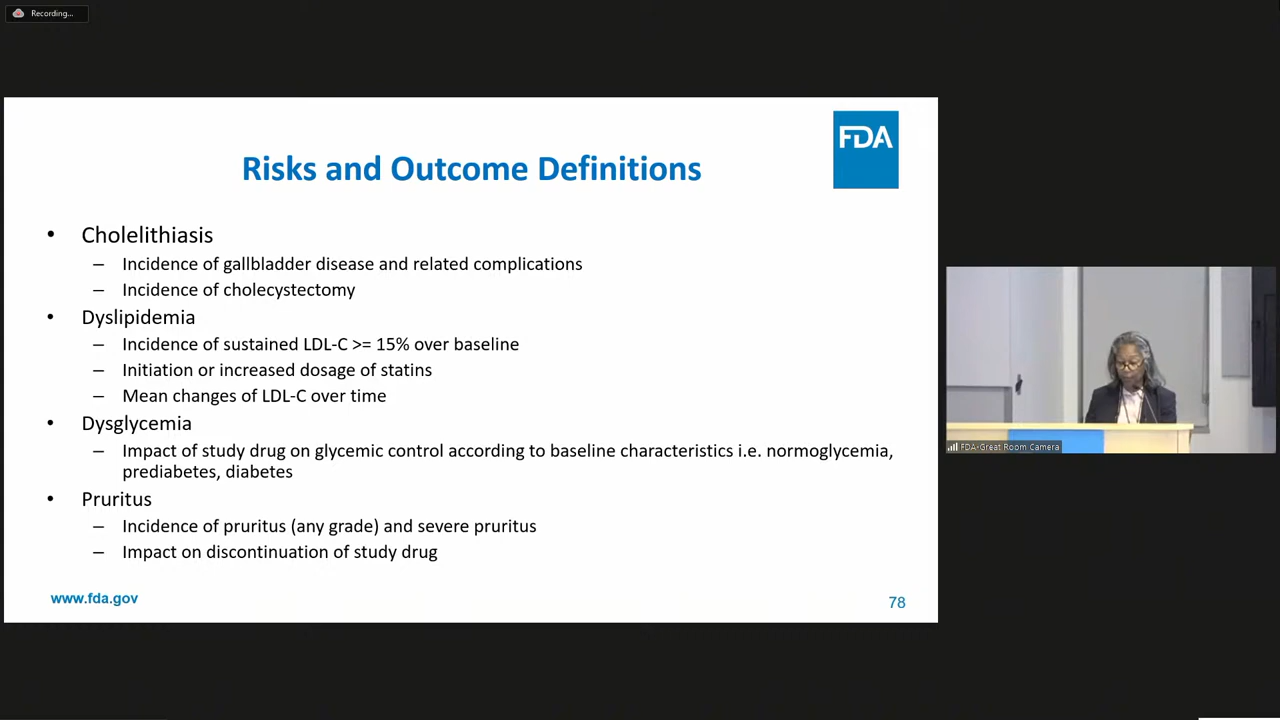 Recording...
FDA
Risks and Outcome Definitions
• Cholelithiasis
– Incidence of gallbladder disease and related complications
– Incidence of cholecystectomy
• Dyslipidemia
– Incidence of sustained LDL-C >= 15% over baseline
– Initiation or increased dosage of statins
– Mean changes of LDL-C over time
• Dysglycemia
– Impact of study drug on glycemic control according to baseline characteristics i.e. normoglycemia,
prediabetes, diabetes
• Pruritus
– Incidence of pruritus (any grade) and severe pruritus
– Impact on discontinuation of study drug
www.fda.gov
78
FDA-Great Room Camera